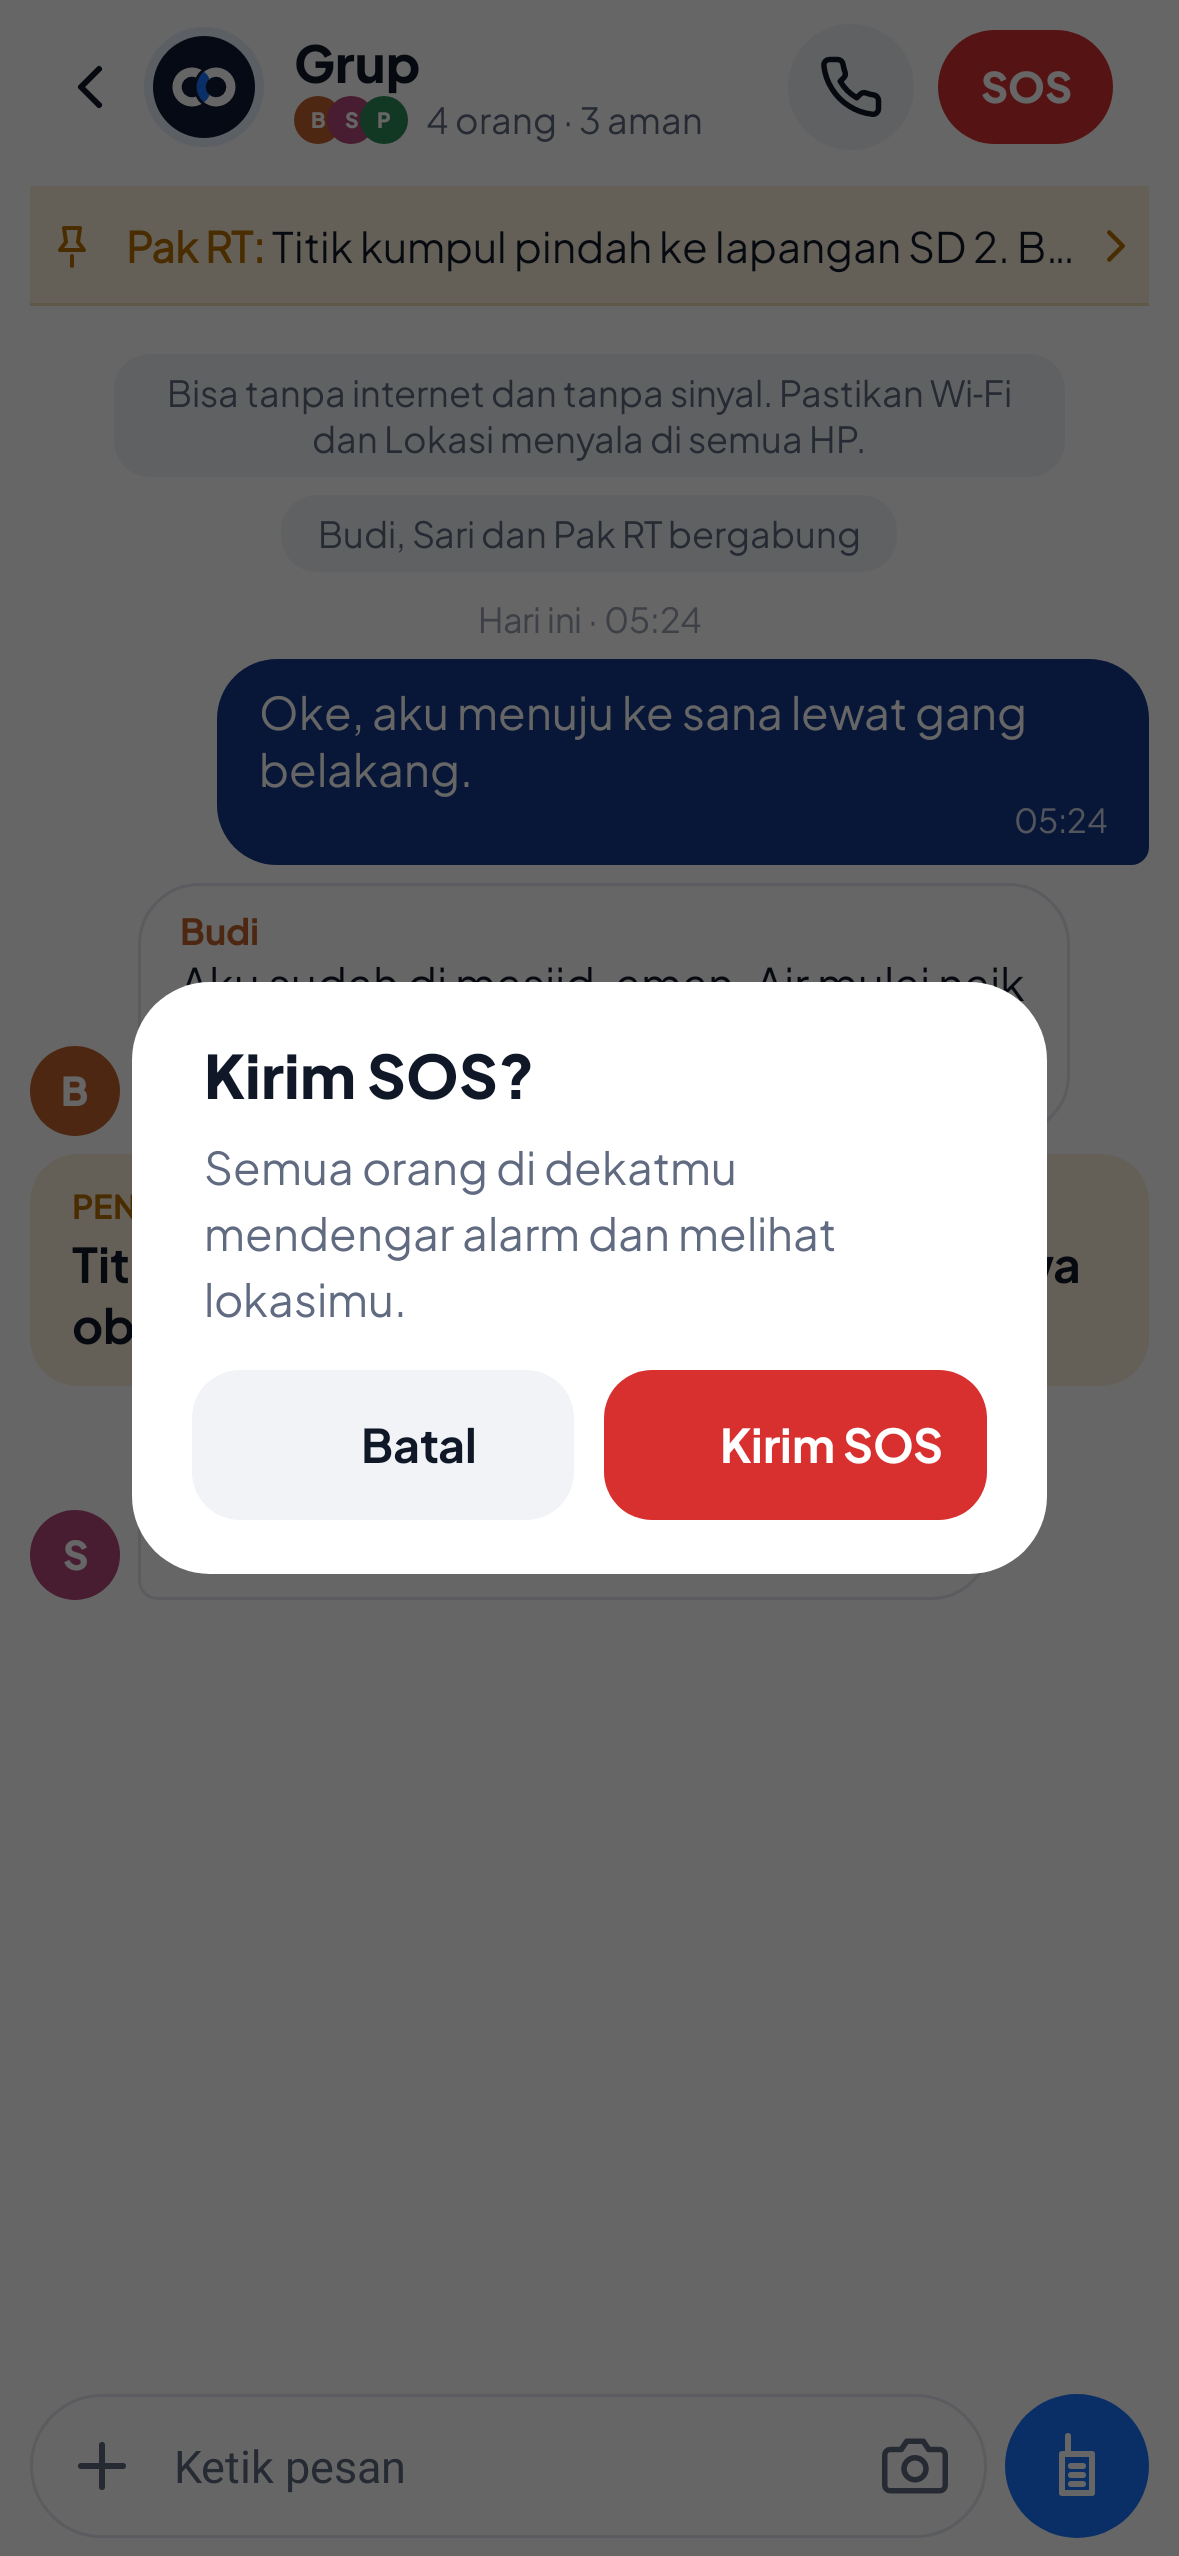 Grup
SOS
B S P 4 orang · 3 aman
Pak RT: Titik kumpul pindah ke lapangan SD 2. B...
Bisa tanpa internet dan tanpa sinyal. Pastikan Wi-Fi
dan Lokasi menyala di semua HP.
Budi, Sari dan Pak RT bergabung
Hari ini · 05:24
Oke, aku menuju ke sana lewat gang
belakang.
05:24
Budi
B
Kirim SOS?
Semua orang di dekatmu
mendengar alarm dan melihat
lokasimu.
Batal
Kirim SOS
S
Ketik pesan